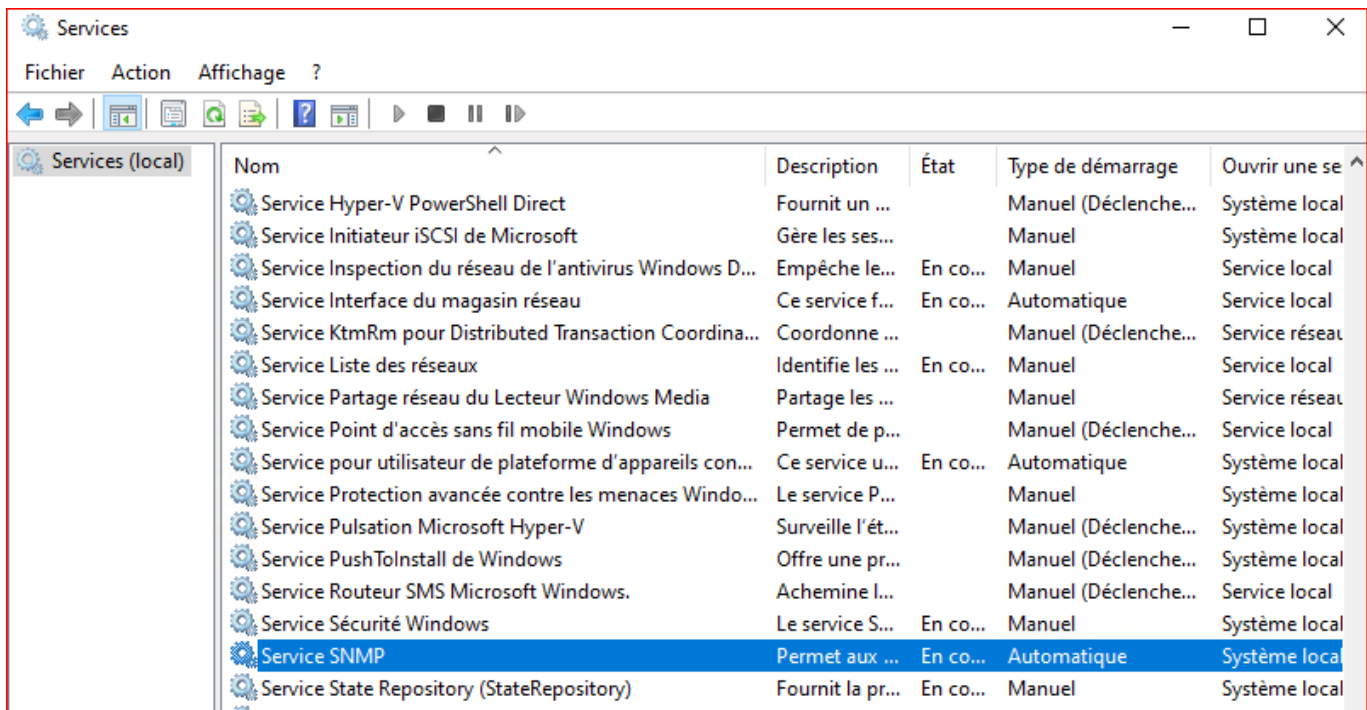 Services
Fichier Action Affichage ?
Services (local)
Nom Description État Type de démarrage Ouvrir une se
Service Hyper-V PowerShell Direct Fournit un ... Manuel (Déclenche... Système local
Service Initiateur iSCSI de Microsoft Gère les ses... Manuel Système local
Service Inspection du réseau de l'antivirus Windows D... Empêche le... En co... Manuel Service local
Service Interface du magasin réseau Ce service f... En co... Automatique Service local
Service KtmRm pour Distributed Transaction Coordina... Coordonne ... Manuel (Déclenche... Service réseau
Service Liste des réseaux Identifie les ... En co... Manuel Service local
Service Partage réseau du Lecteur Windows Media Partage les ... Manuel Service réseau
Service Point d'accès sans fil mobile Windows Permet de p... Manuel (Déclenche... Service local
Service pour utilisateur de plateforme d'appareils con... Ce service u... En co... Automatique Système local
Service Protection avancée contre les menaces Windo... Le service P... Manuel Système local
Service Pulsation Microsoft Hyper-V Surveille l'ét... Manuel (Déclenche... Système local
Service PushToInstall de Windows Offre une pr... Manuel (Déclenche... Système local
Service Routeur SMS Microsoft Windows. Achemine l... Manuel (Déclenche... Service local
Service Sécurité Windows Le service S... En co... Manuel Système local
Service SNMP Permet aux ... En co... Automatique Système local
Service State Repository (StateRepository) Fournit la pr... En co... Manuel Système local